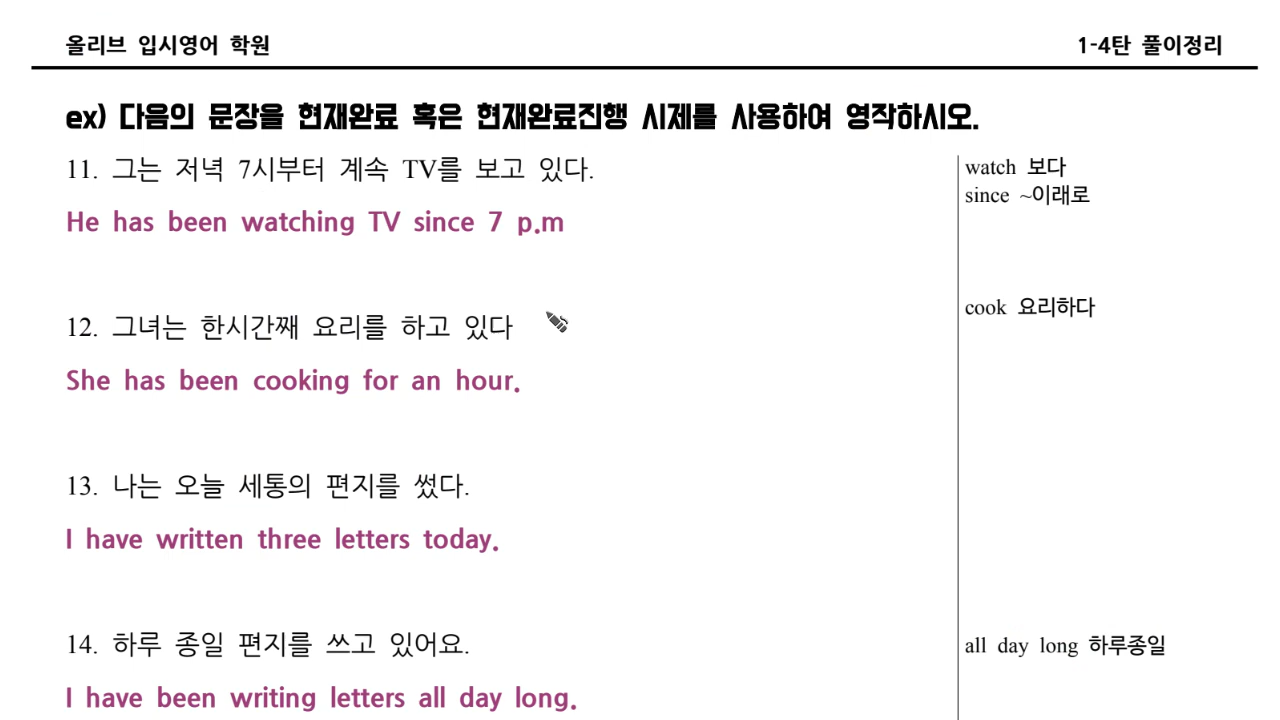 올리브 입시영어 학원
1-4탄 풀이정리
ex) 다음의 문장을 현재완료 혹은 현재완료진행 시제를 사용하여 영작하시오.
11. 그는 저녁 7시부터 계속 TV를 보고 있다.
He has been watching TV since 7 p.m
watch 보다
since ~이래로
12. 그녀는 한시간째 요리를 하고 있다
She has been cooking for an hour.
cook 요리하다
13. 나는 오늘 세통의 편지를 썼다.
I have written three letters today.
14. 하루 종일 편지를 쓰고 있어요.
I have been writing letters all day long.
all day long 하루종일